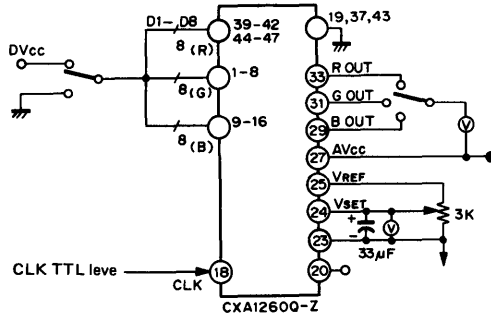 D1– D8
39-42
44-47
19,37,43
DVcc
8 (R)
1-8
8 (G)
9-16
8 (B)
33 R OUT
31 G OUT
29 B OUT
27 AVcc
25 VREF
24 VSET
23
20
V
V
3K
+
−
33µF
CLK TTL leve
18
CLK
CXA1260Q-Z